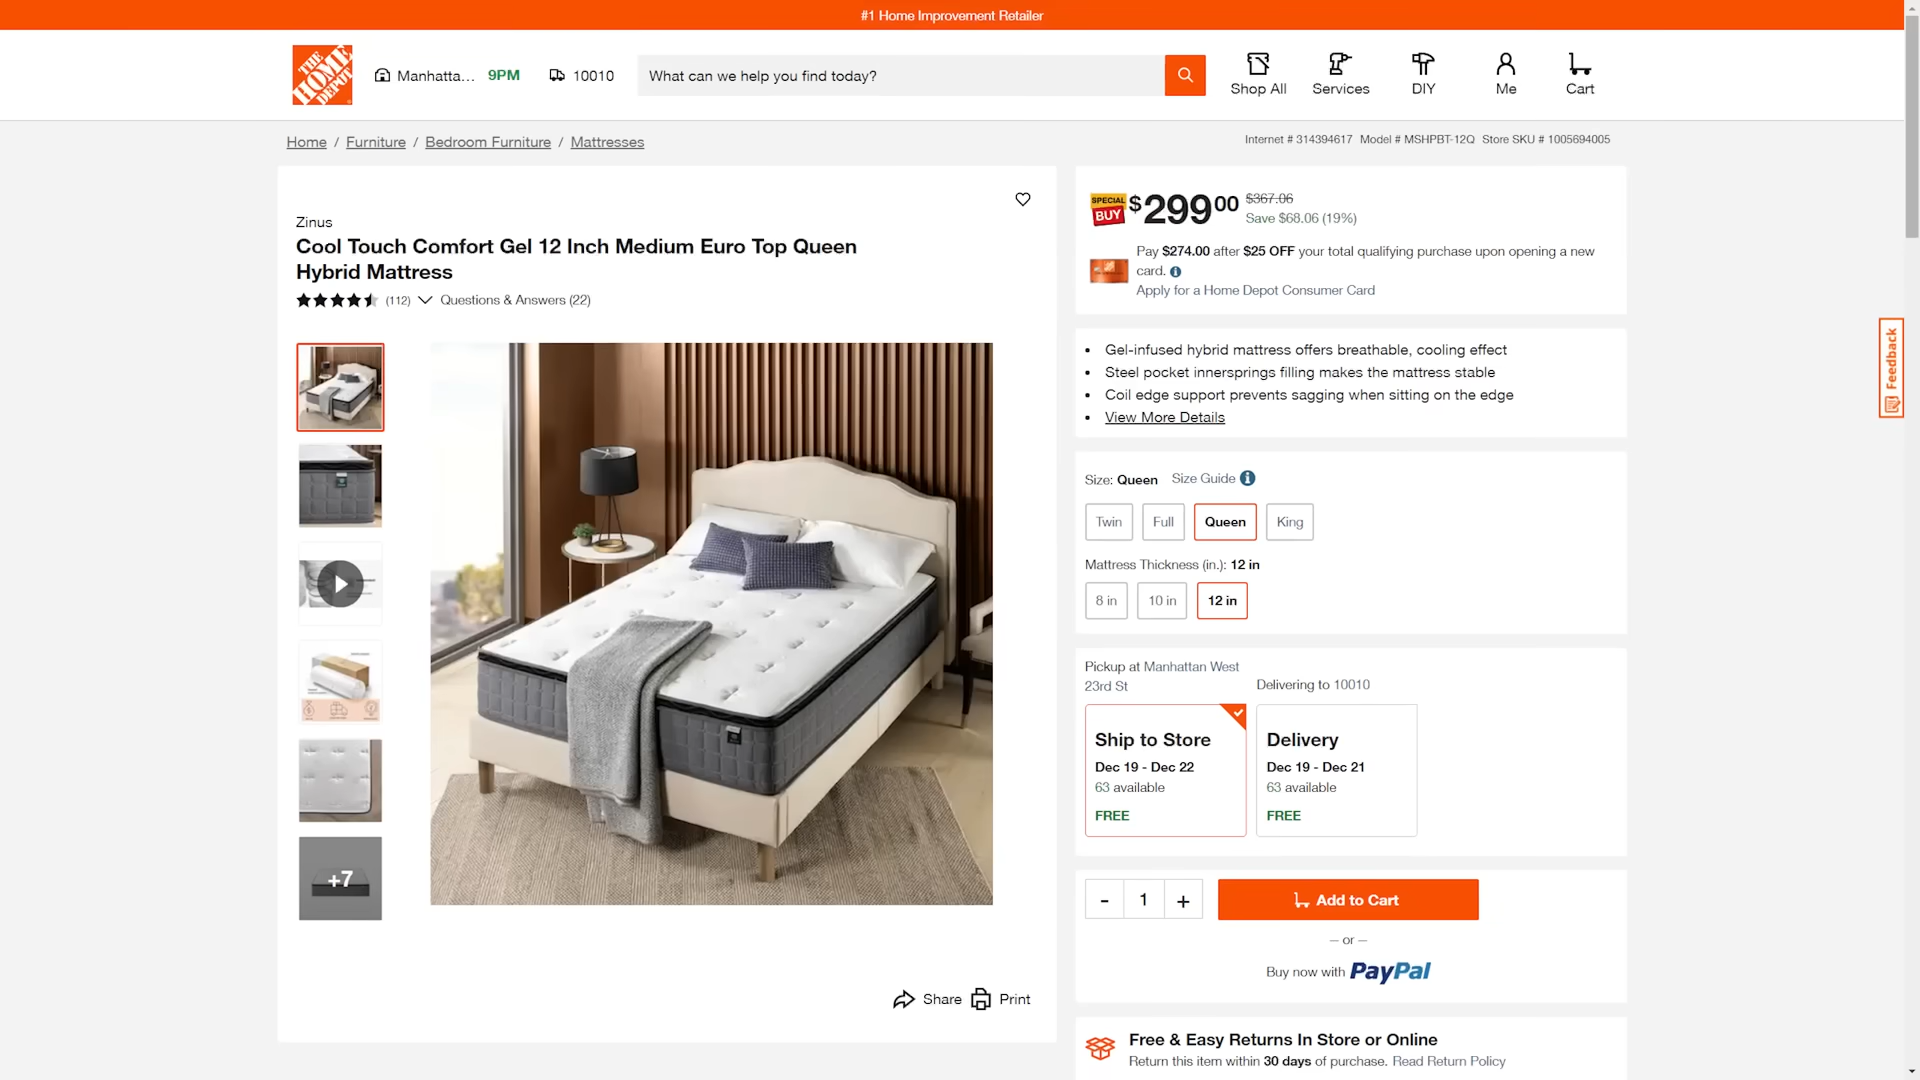 #1 Home Improvement Retailer
THE HOME DEPOT
Manhatta... 9PM
10010
What can we help you find today?
Shop All
Services
DIY
Me
Cart
Home / Furniture / Bedroom Furniture / Mattresses
Internet # 314394617 Model # MSHPBT-12Q Store SKU # 1005694005
Zinus
Cool Touch Comfort Gel 12 Inch Medium Euro Top Queen
Hybrid Mattress
(112) Questions & Answers (22)
+7
Share
Print
SPECIAL
BUY
$29900 $367.06
Save $68.06 (19%)
Pay $274.00 after $25 OFF your total qualifying purchase upon opening a new
card.
Apply for a Home Depot Consumer Card
• Gel-infused hybrid mattress offers breathable, cooling effect
• Steel pocket innersprings filling makes the mattress stable
• Coil edge support prevents sagging when sitting on the edge
• View More Details
Size: Queen Size Guide
Twin
Full
Queen
King
Mattress Thickness (in.): 12 in
8 in
10 in
12 in
Pickup at Manhattan West
23rd St
Ship to Store
Dec 19 - Dec 22
63 available
FREE
Delivering to 10010
Delivery
Dec 19 - Dec 21
63 available
FREE
- 1 +
Add to Cart
— or —
Buy now with PayPal
Free & Easy Returns In Store or Online
Return this item within 30 days of purchase. Read Return Policy
Feedback